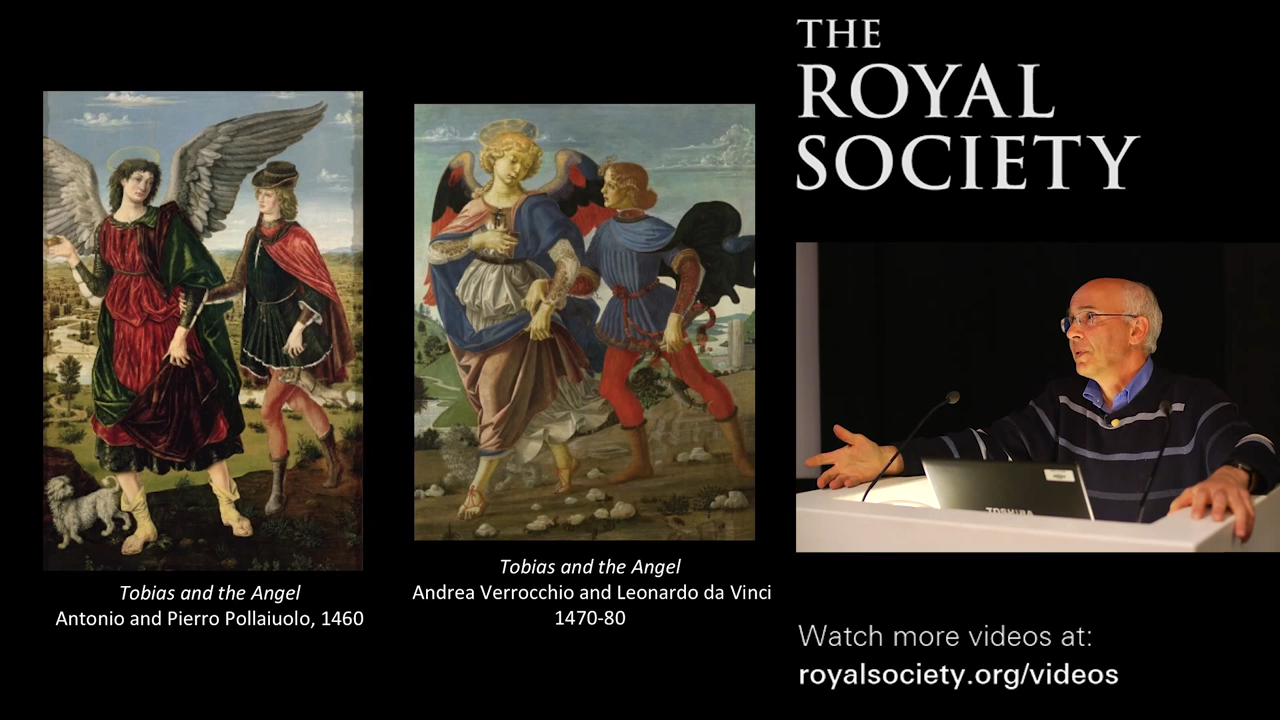 THE
ROYAL
SOCIETY
Tobias and the Angel
Antonio and Pierro Pollaiuolo, 1460
Tobias and the Angel
Andrea Verrocchio and Leonardo da Vinci
1470-80
TOSHIBA
Watch more videos at:
royalsociety.org/videos